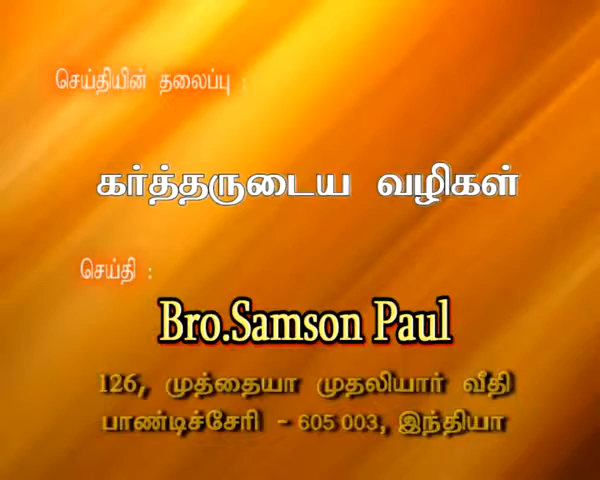 செய்தியின் தலைப்பு :
கர்த்தருடைய வழிகள்
செய்தி :
Bro.Samson Paul
126, முத்தையா முதலியார் வீதி
பாண்டிச்சேரி - 605 003, இந்தியா